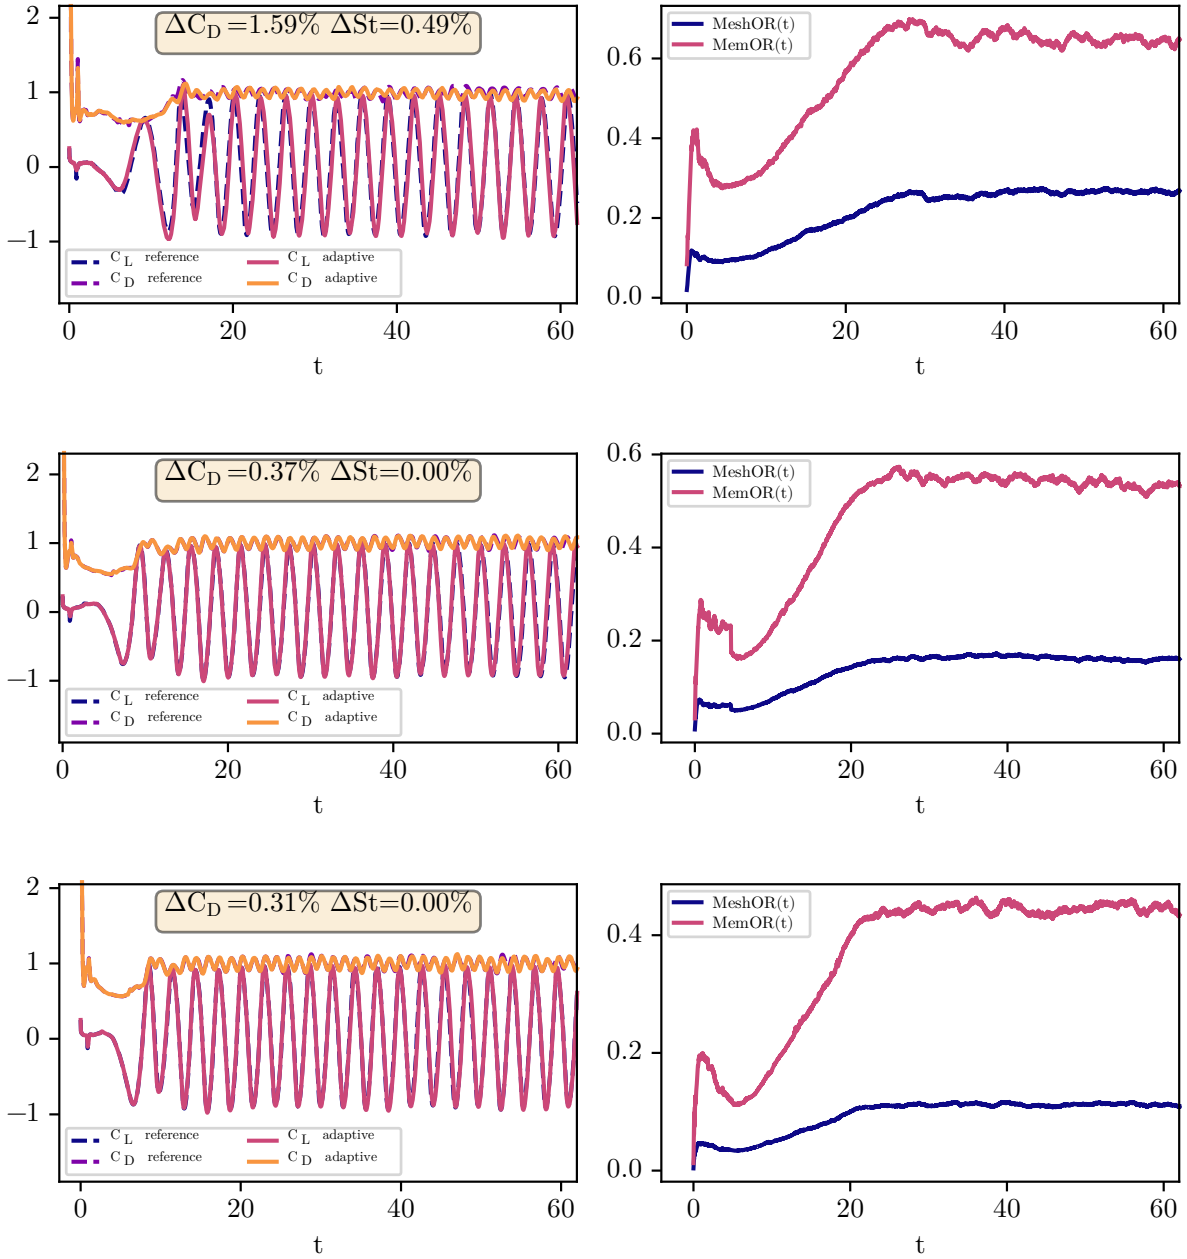 ΔC_D=1.59% ΔSt=0.49%
2
1
0
−1
C_L reference C_L adaptive
C_D reference C_D adaptive
0 20 40 60
t
MeshOR(t)
MemOR(t)
0.6
0.4
0.2
0.0
0 20 40 60
t
ΔC_D=0.37% ΔSt=0.00%
2
1
0
−1
C_L reference C_L adaptive
C_D reference C_D adaptive
0 20 40 60
t
0.6
MeshOR(t)
MemOR(t)
0.4
0.2
0.0
0 20 40 60
t
ΔC_D=0.31% ΔSt=0.00%
2
1
0
−1
C_L reference C_L adaptive
C_D reference C_D adaptive
0 20 40 60
t
MeshOR(t)
MemOR(t)
0.4
0.2
0.0
0 20 40 60
t